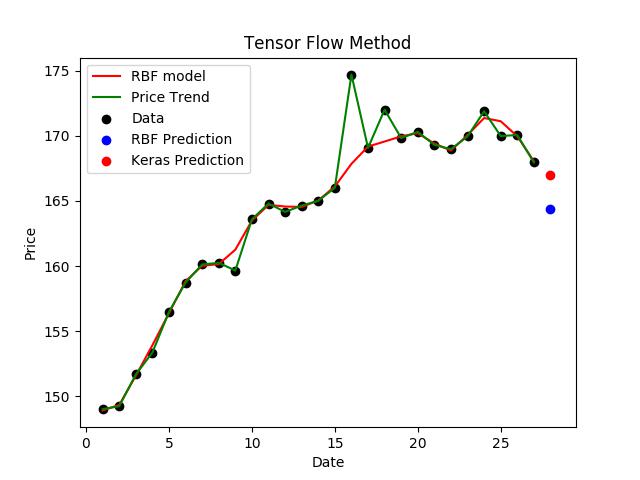 Tensor Flow Method
RBF model
Price Trend
Data
RBF Prediction
Keras Prediction
175
170
165
160
155
150
Price
0 5 10 15 20 25
Date